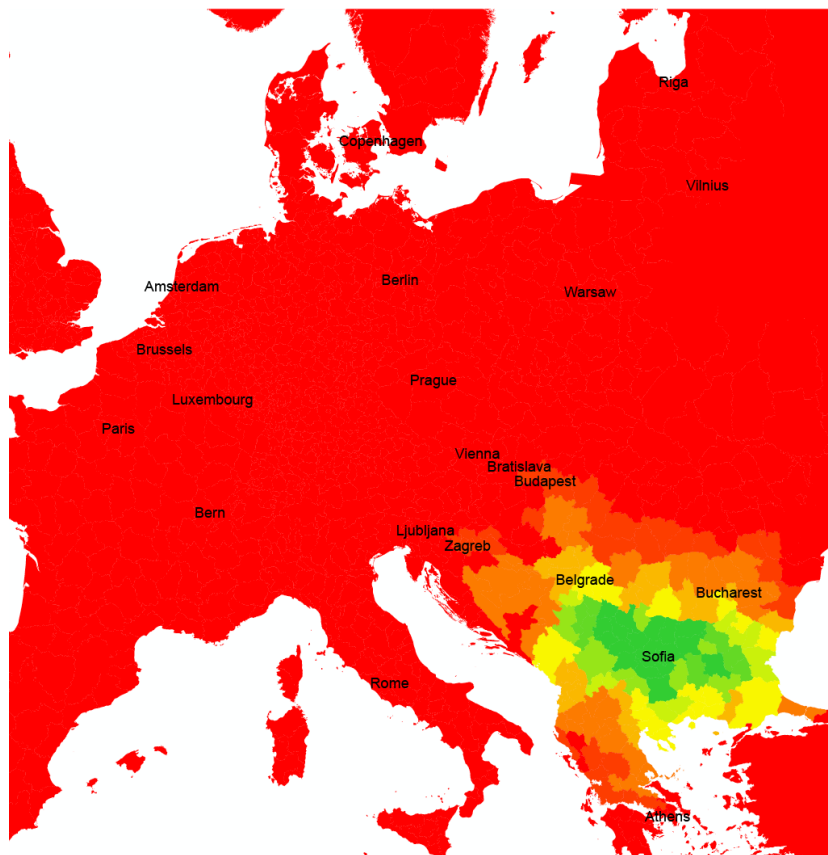 Riga
Copenhagen
Vilnius
Berlin
Amsterdam
Warsaw
Brussels
Prague
Luxembourg
Paris
Vienna
Bratislava
Budapest
Bern
Ljubljana
Zagreb
Belgrade
Bucharest
Sofia
Rome
Athens